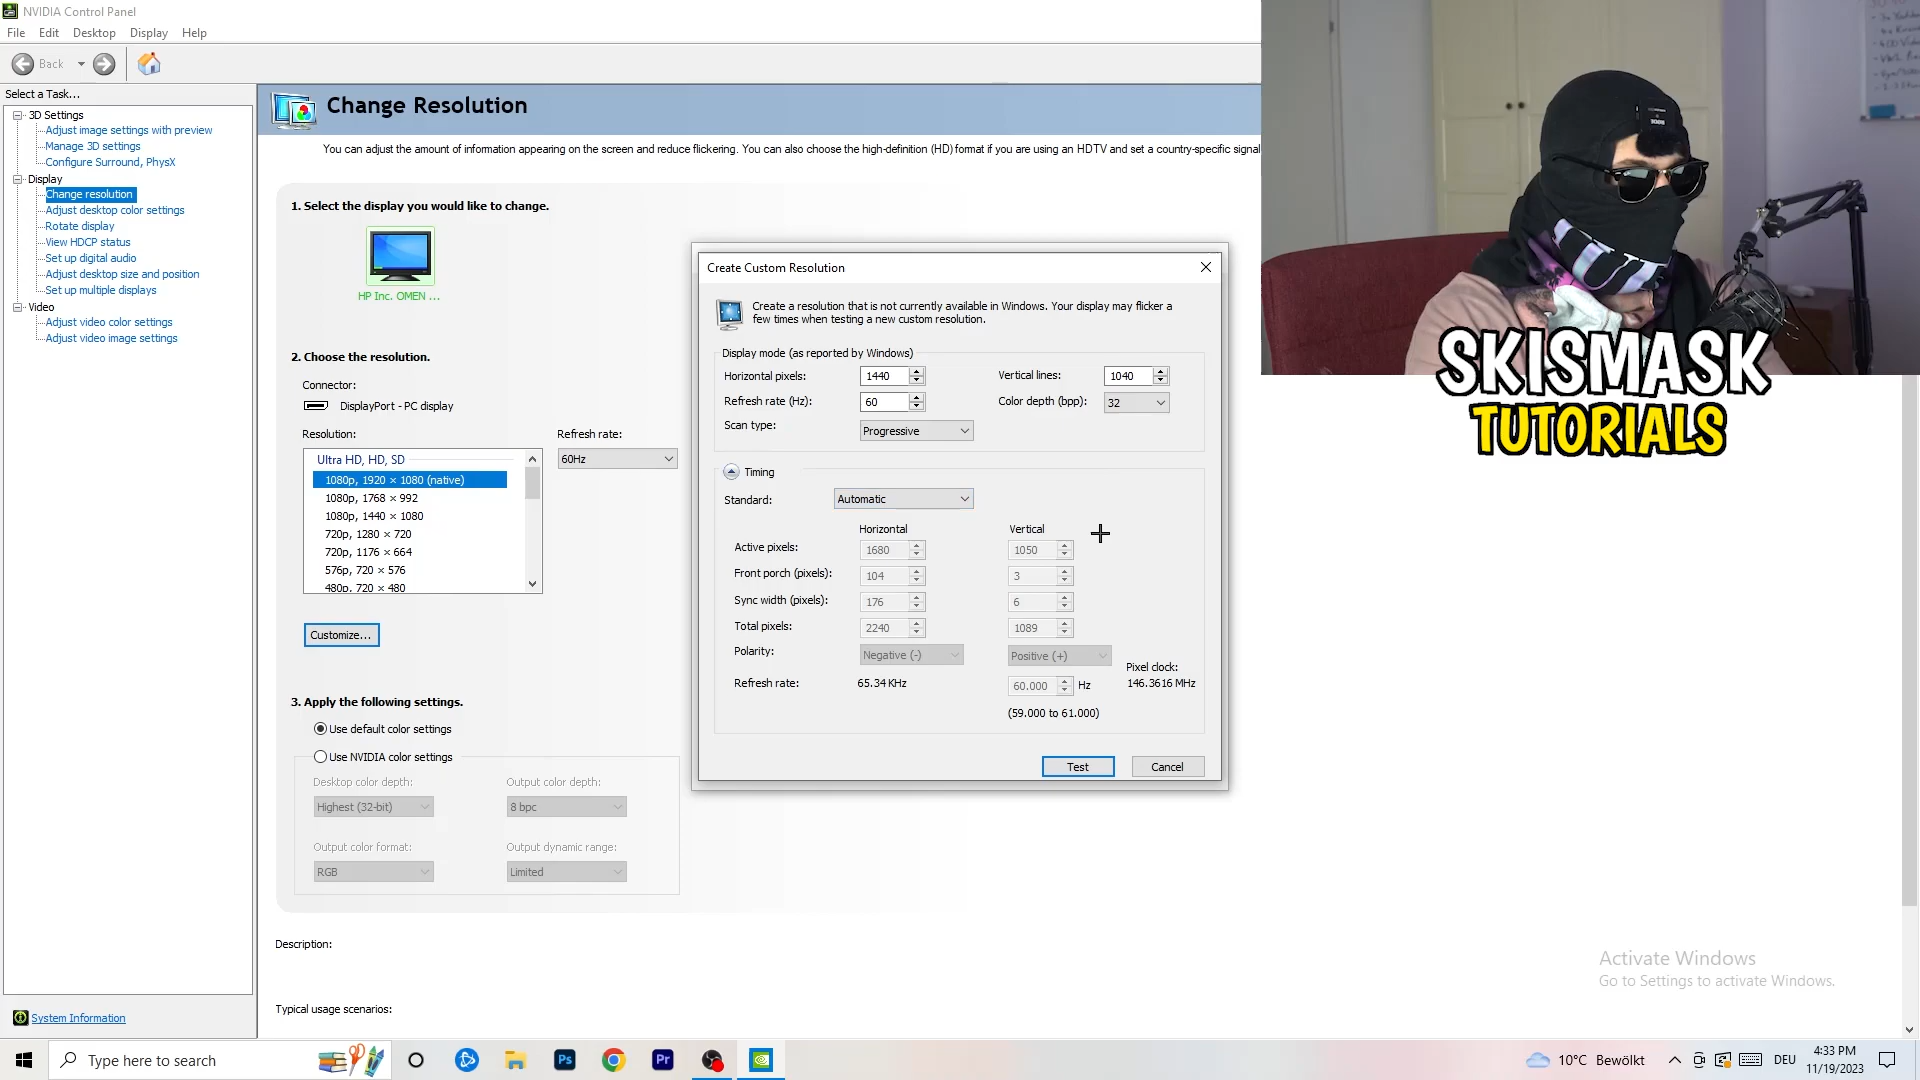 NVIDIA Control Panel
File Edit Desktop Display Help
Back
Select a Task...
3D Settings
Adjust image settings with preview
Manage 3D settings
Configure Surround, PhysX
Display
Change resolution
Adjust desktop color settings
Rotate display
View HDCP status
Set up digital audio
Adjust desktop size and position
Set up multiple displays
Video
Adjust video color settings
Adjust video image settings
System Information
Change Resolution
You can adjust the amount of information appearing on the screen and reduce flickering. You can also choose the high-definition (HD) format if you are using an HDTV and set a country-specific signal
1. Select the display you would like to change.
HP Inc. OMEN ...
2. Choose the resolution.
Connector:
DisplayPort - PC display
Resolution:
Refresh rate:
Ultra HD, HD, SD
60Hz
1080p, 1920 × 1080 (native)
1080p, 1768 × 992
1080p, 1440 × 1080
720p, 1280 × 720
720p, 1176 × 664
576p, 720 × 576
480p, 720 × 480
Customize...
3. Apply the following settings.
Use default color settings
Use NVIDIA color settings
Desktop color depth:
Output color depth:
Highest (32-bit)
8 bpc
Output color format:
Output dynamic range:
RGB
Limited
Description:
Typical usage scenarios:
Create Custom Resolution
Create a resolution that is not currently available in Windows. Your display may flicker a
few times when testing a new custom resolution.
Display mode (as reported by Windows)
Horizontal pixels: 1440 Vertical lines: 1040
Refresh rate (Hz): 60 Color depth (bpp): 32
Scan type: Progressive
Timing
Standard: Automatic
Horizontal Vertical
Active pixels: 1680 1050
Front porch (pixels): 104 3
Sync width (pixels): 176 6
Total pixels: 2240 1089
Polarity: Negative (-) Positive (+)
Pixel clock:
Refresh rate: 65.34 KHz 60.000 Hz 146.3616 MHz
(59.000 to 61.000)
Test Cancel
SKISMASK
TUTORIALS
Activate Windows
Go to Settings to activate Windows.
Type here to search
Ps
Pr
10°C Bewölkt
DEU
4:33 PM
11/19/2023